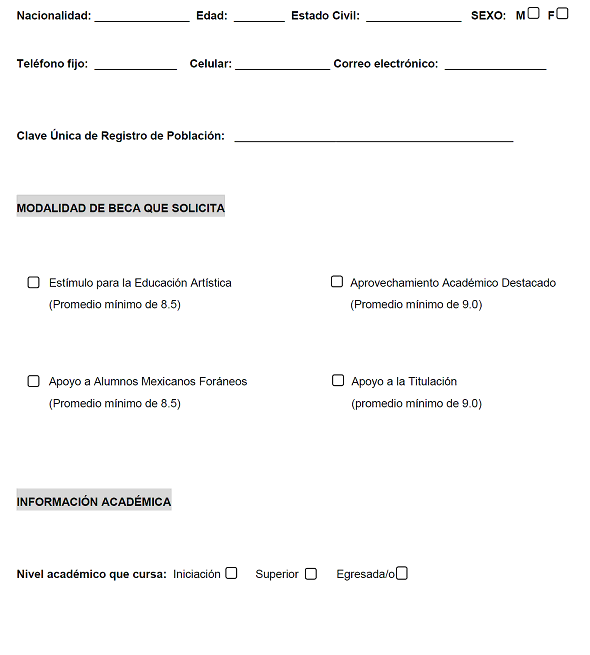 Nacionalidad: _______________ Edad: ________ Estado Civil: _______________ SEXO: M☐ F☐
Teléfono fijo: _____________ Celular: _______________ Correo electrónico: ________________
Clave Única de Registro de Población: ____________________________________________
MODALIDAD DE BECA QUE SOLICITA
☐ Estímulo para la Educación Artística ☐ Aprovechamiento Académico Destacado
(Promedio mínimo de 8.5) (Promedio mínimo de 9.0)
☐ Apoyo a Alumnos Mexicanos Foráneos ☐ Apoyo a la Titulación
(Promedio mínimo de 8.5) (promedio mínimo de 9.0)
INFORMACIÓN ACADÉMICA
Nivel académico que cursa: Iniciación ☐ Superior ☐ Egresada/o☐